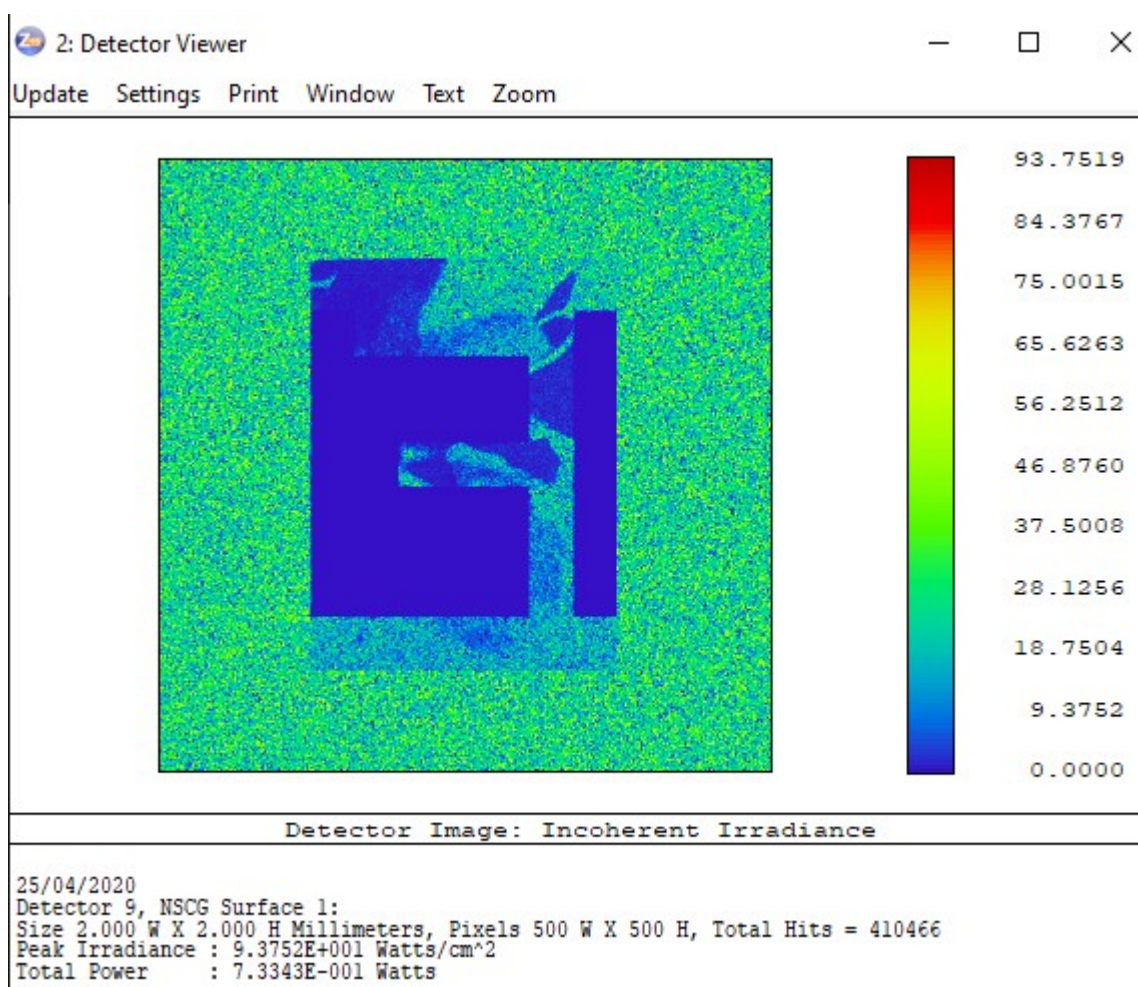 2: Detector Viewer
Update Settings Print Window Text Zoom
93.7519
84.3767
75.0015
65.6263
56.2512
46.8760
37.5008
28.1256
18.7504
9.3752
0.0000
Detector Image: Incoherent Irradiance
25/04/2020
Detector 9, NSCG Surface 1:
Size 2.000 W X 2.000 H Millimeters, Pixels 500 W X 500 H, Total Hits = 410466
Peak Irradiance : 9.3752E+001 Watts/cm^2
Total Power : 7.3343E-001 Watts